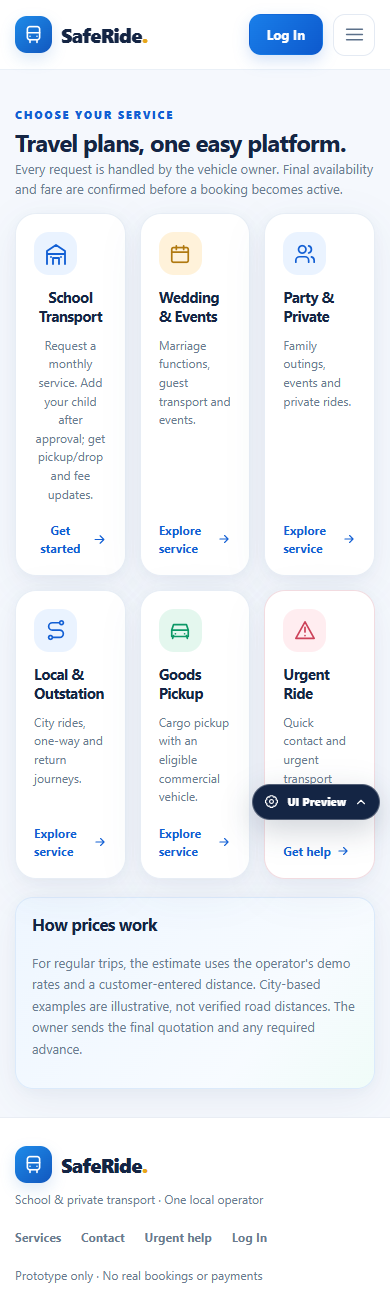 SafeRide.
Log In
CHOOSE YOUR SERVICE
Travel plans, one easy platform.
Every request is handled by the vehicle owner. Final availability
and fare are confirmed before a booking becomes active.
School
Transport
Request a
monthly
service. Add
your child
after
approval; get
pickup/drop
and fee
updates.
Get
started
Wedding
& Events
Marriage
functions,
guest
transport and
events.
Explore
service
Party &
Private
Family
outings,
events and
private rides.
Explore
service
Local &
Outstation
City rides,
one-way and
return
journeys.
Explore
service
Goods
Pickup
Cargo pickup
with an
eligible
commercial
vehicle.
Explore
service
Urgent
Ride
Quick
contact and
urgent
transport
UI Preview
Get help
How prices work
For regular trips, the estimate uses the operator's demo
rates and a customer-entered distance. City-based
examples are illustrative, not verified road distances. The
owner sends the final quotation and any required
advance.
SafeRide.
School & private transport · One local operator
Services Contact Urgent help Log In
Prototype only · No real bookings or payments